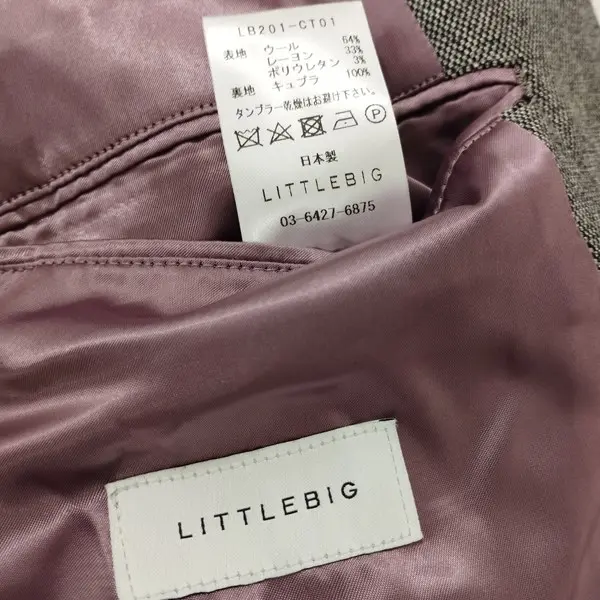 LB201-CT01
表地 ウール 64%
レーヨン 33%
ポリウレタン 3%
裏地 キュプラ 100%
タンブラー乾燥はお避け下さい。
P
日本製
LITTLEBIG
03-6427-6875
LITTLEBIG